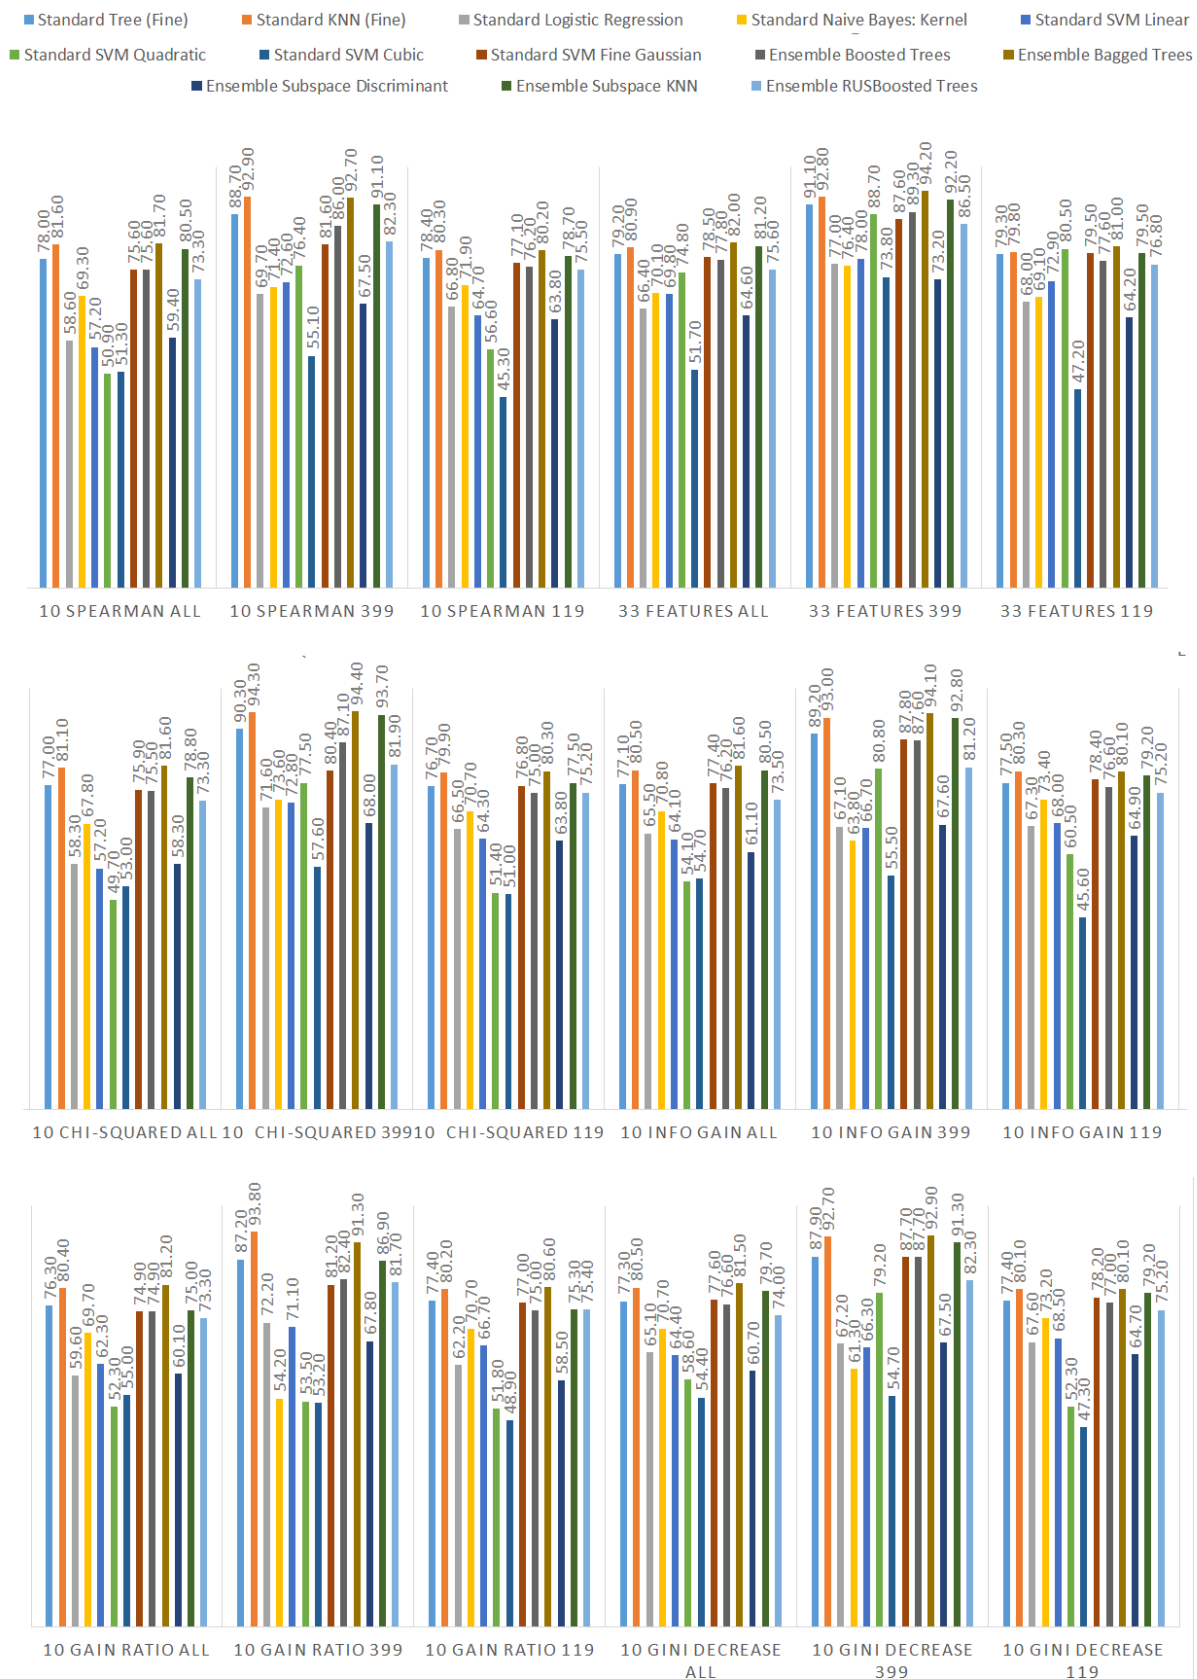 Standard Tree (Fine) Standard KNN (Fine) Standard Logistic Regression Standard Naive Bayes: Kernel Standard SVM Linear
Standard SVM Quadratic Standard SVM Cubic Standard SVM Fine Gaussian Ensemble Boosted Trees Ensemble Bagged Trees
Ensemble Subspace Discriminant Ensemble Subspace KNN Ensemble RUSBoosted Trees
78.00 81.60 58.60 69.30 57.20 50.90 51.30 75.60 75.60 81.70 59.40 80.50 73.30
88.70 92.90 69.70 71.40 72.60 76.40 55.10 81.60 86.00 92.70 67.50 91.10 82.30
78.40 80.30 66.80 71.90 64.70 56.60 45.30 77.10 76.20 80.20 63.80 78.70 75.50
79.20 80.90 66.40 70.10 69.80 74.80 51.70 78.50 77.80 82.00 64.60 81.20 75.60
91.10 92.80 77.00 76.40 78.00 88.70 73.80 87.60 89.30 94.20 73.20 92.20 86.50
79.30 79.80 68.00 69.10 72.90 80.50 47.20 79.50 77.60 81.00 64.20 79.50 76.80
10 SPEARMAN ALL 10 SPEARMAN 399 10 SPEARMAN 119 33 FEATURES ALL 33 FEATURES 399 33 FEATURES 119
77.00 81.10 58.30 67.80 57.20 49.70 53.00 75.90 75.50 81.60 58.30 78.80 73.30
90.30 94.30 71.60 73.60 72.80 77.50 57.60 80.40 87.10 94.40 68.00 93.70 81.90
76.70 79.90 66.50 70.70 64.30 51.40 51.00 76.80 75.00 80.30 63.80 77.50 75.20
77.10 80.50 65.50 70.80 64.10 54.10 54.70 77.40 76.20 81.60 61.10 80.50 73.50
89.20 93.00 67.10 63.80 66.70 80.80 55.50 87.80 87.60 94.10 67.60 92.80 81.20
77.50 80.30 67.30 73.40 68.00 60.50 45.60 78.40 76.60 80.10 64.90 79.20 75.20
10 CHI-SQUARED ALL 10 CHI-SQUARED 399 10 CHI-SQUARED 119 10 INFO GAIN ALL 10 INFO GAIN 399 10 INFO GAIN 119
76.30 80.40 59.60 69.70 62.30 52.30 55.00 74.90 74.90 81.20 60.10 75.00 73.30
87.20 93.80 72.20 54.20 71.10 53.50 53.20 81.20 82.40 91.30 67.80 86.90 81.70
77.40 80.20 62.20 70.70 66.70 51.80 48.90 77.00 75.00 80.60 58.50 75.30 75.40
77.30 80.50 65.10 70.70 64.40 58.60 54.40 77.60 76.60 81.50 60.70 79.70 74.00
87.90 92.70 67.20 61.30 66.30 79.20 54.70 87.70 87.70 92.90 67.50 91.30 82.30
77.40 80.10 67.60 73.20 68.50 52.30 47.30 78.20 77.00 80.10 64.70 79.20 75.20
10 GAIN RATIO ALL 10 GAIN RATIO 399 10 GAIN RATIO 119 10 GINI DECREASE 10 GINI DECREASE 10 GINI DECREASE
ALL 399 119